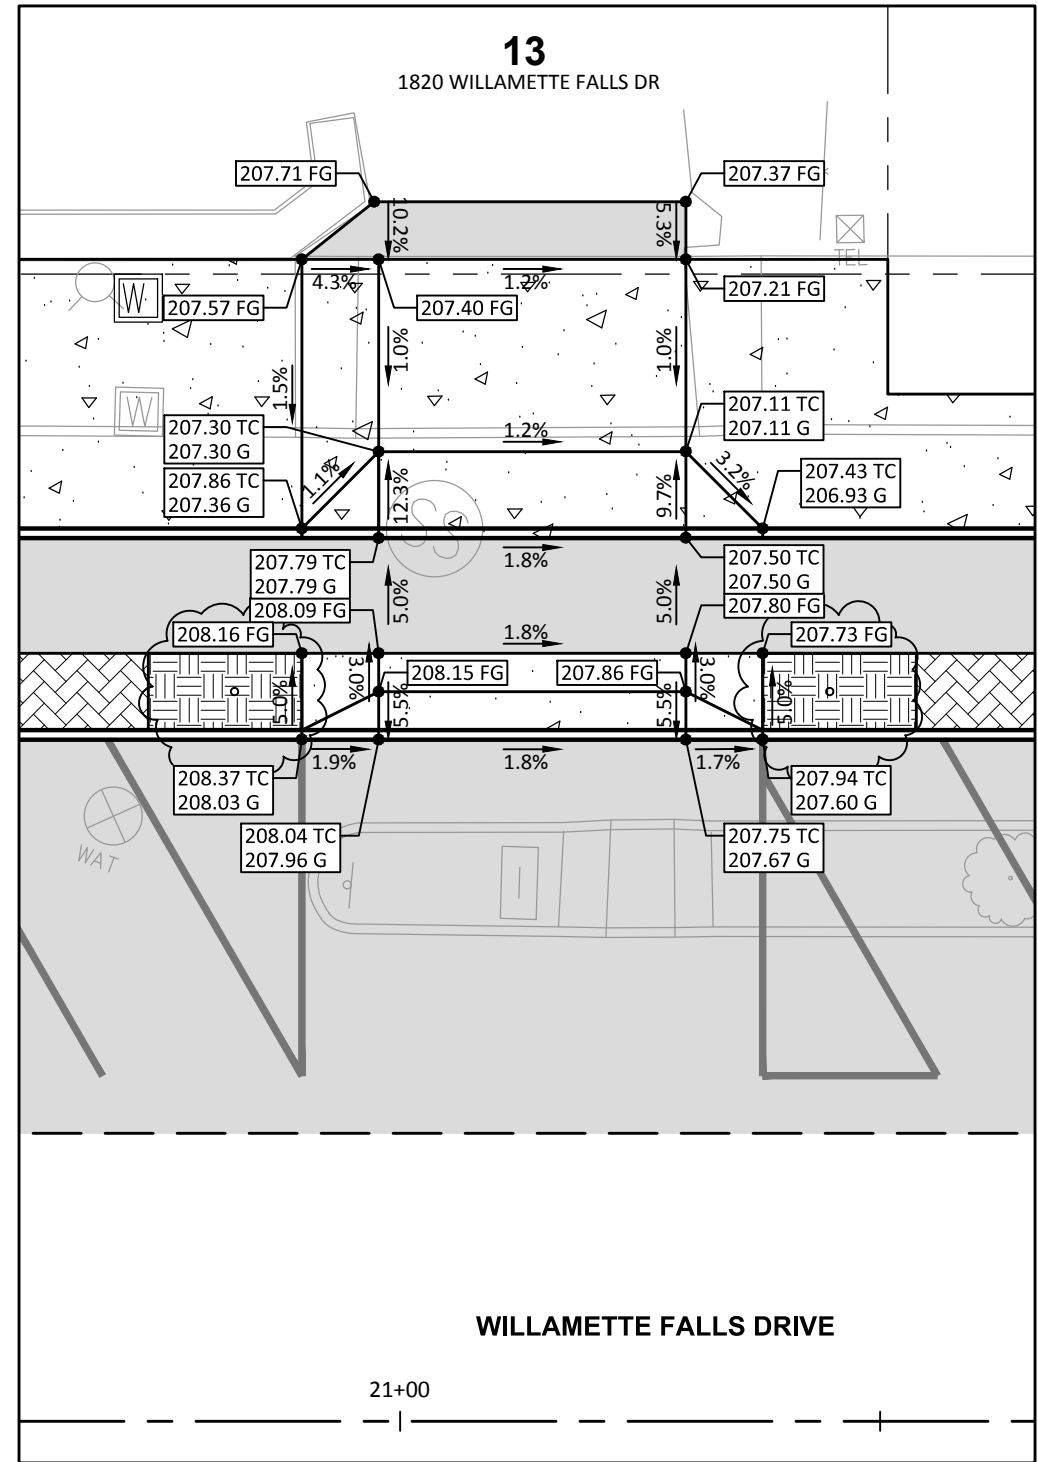 13
1820 WILLAMETTE FALLS DR
207.71 FG
207.37 FG
10.2%
5.3%
TEL
4.3%
1.2%
W
207.57 FG
207.40 FG
207.21 FG
1.0%
1.0%
1.5%
W
207.30 TC
207.30 G
1.2%
207.11 TC
207.11 G
207.86 TC
207.36 G
1.1%
12.3%
6.7%
3.2%
207.43 TC
206.93 G
SS
207.79 TC
207.79 G
1.8%
207.50 TC
207.50 G
208.09 FG
5.0%
5.0%
207.80 FG
208.16 FG
1.8%
207.73 FG
3.0%
208.15 FG
207.86 FG
3.0%
5.0%
5.5%
5.5%
5.0%
1.9%
1.8%
1.7%
208.37 TC
208.03 G
207.94 TC
207.60 G
WAT
208.04 TC
207.96 G
207.75 TC
207.67 G
WILLAMETTE FALLS DRIVE
21+00